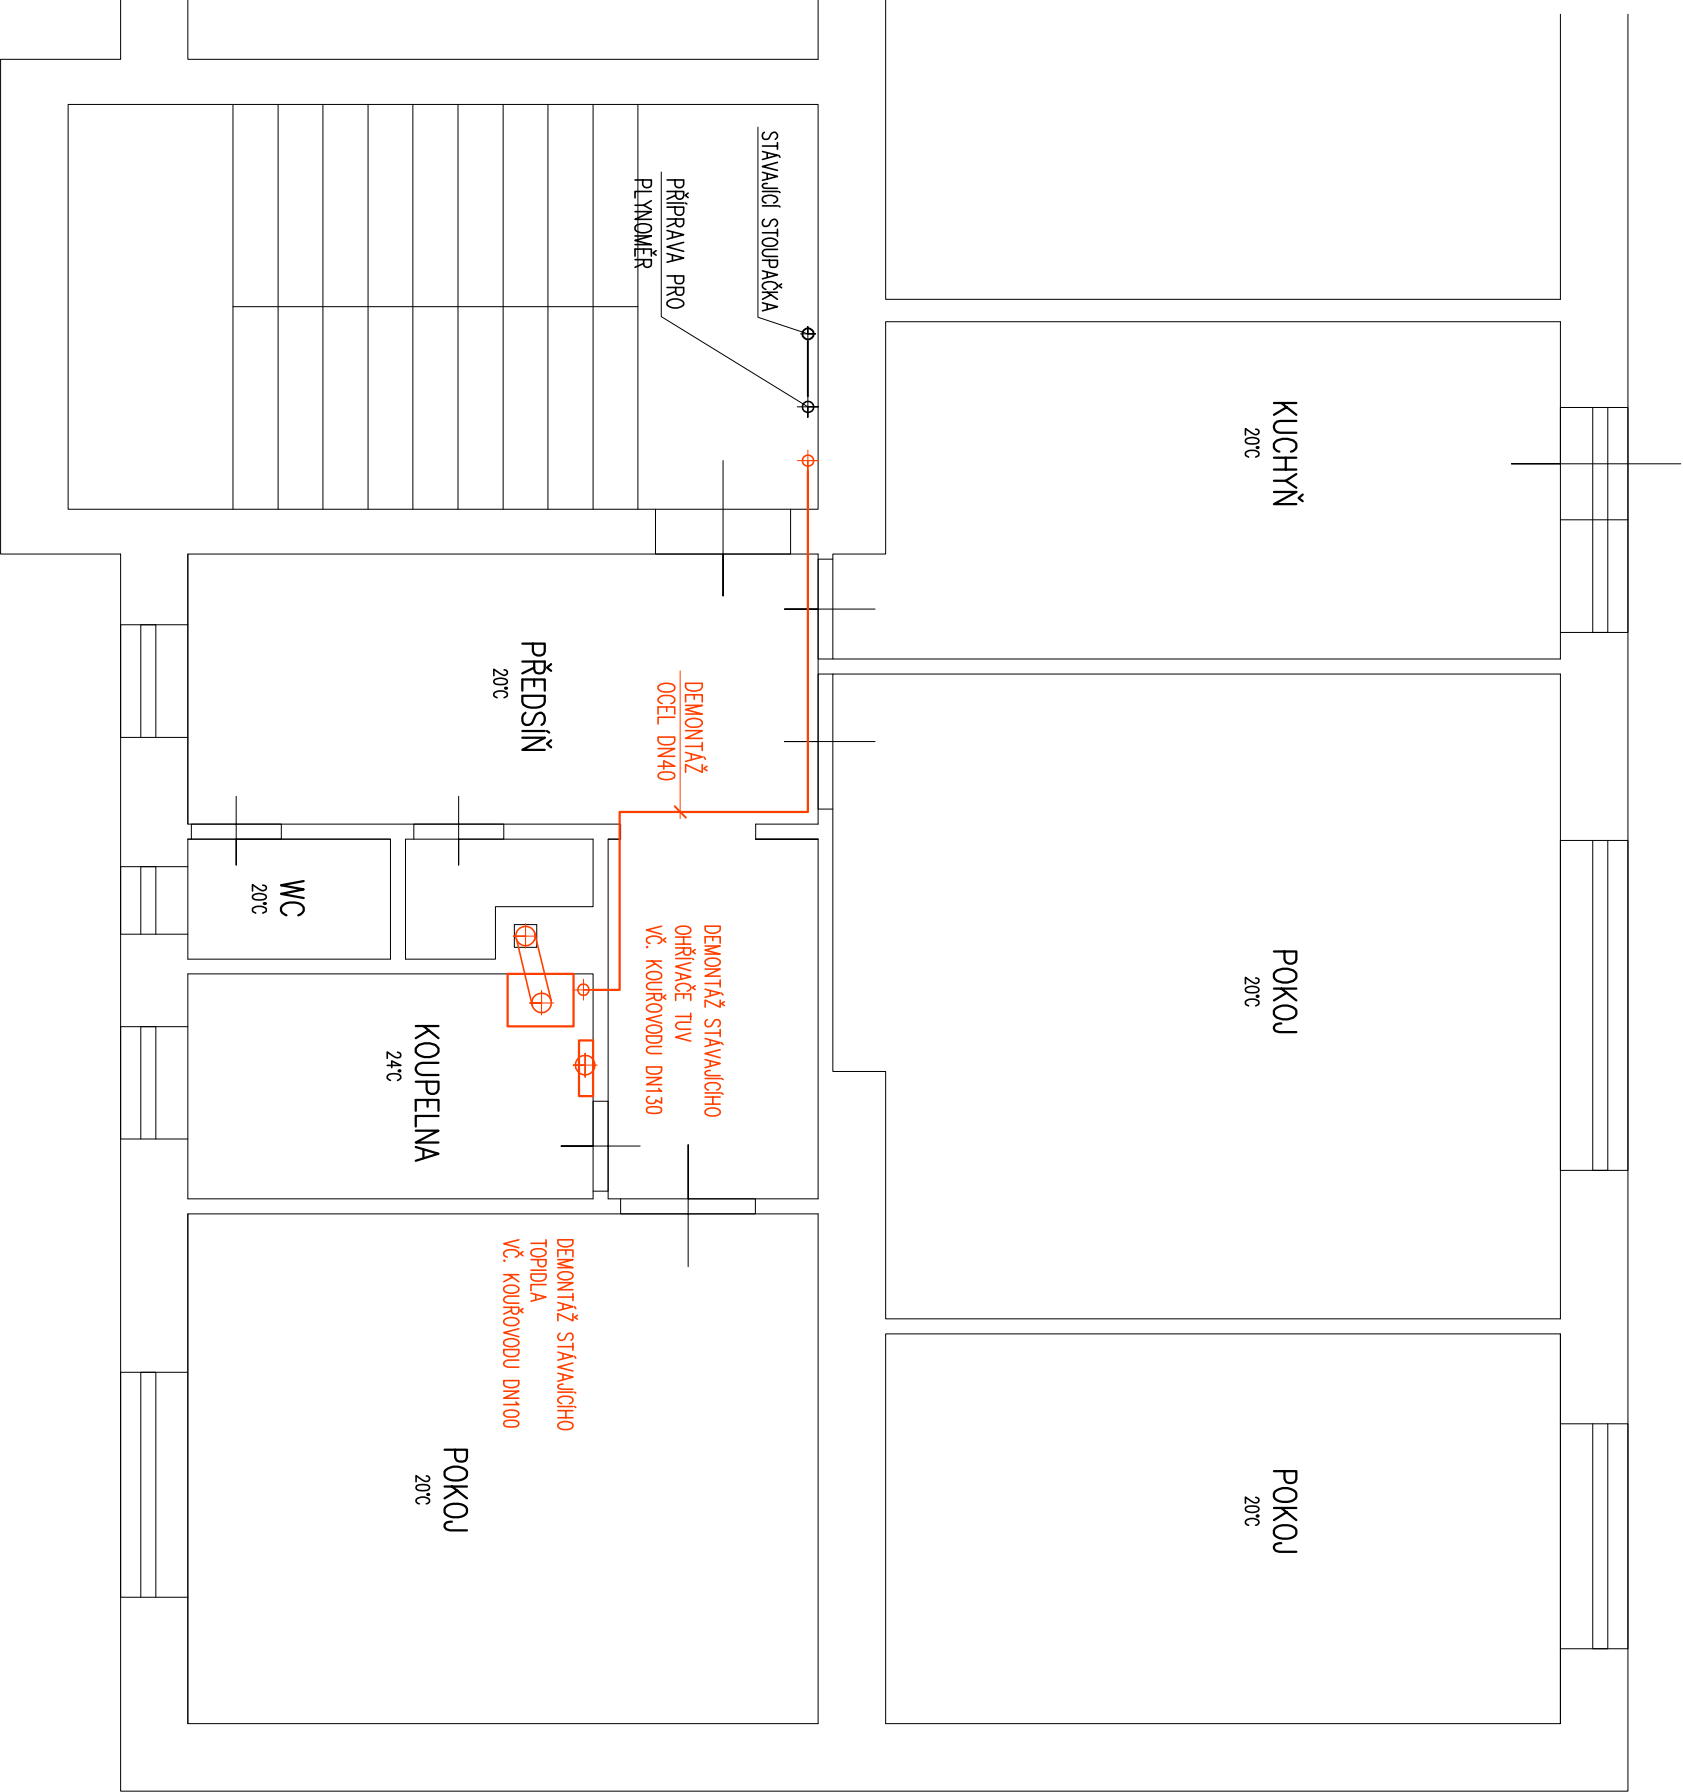 STÁVAJÍCÍ STOUPAČKA
PŘÍPRAVA PRO
PLYNOMĚR
KUCHYŇ
20°C
DEMONTÁŽ
OCEL DN40
PŘEDSÍŇ
20°C
DEMONTÁŽ STÁVAJÍCÍHO
OHŘÍVAČE TUV
VČ. KOUŘOVODU DN130
WC
20°C
POKOJ
20°C
KOUPELNA
24°C
DEMONTÁŽ STÁVAJÍCÍHO
TOPIDLA
VČ. KOUŘOVODU DN100
POKOJ
20°C
POKOJ
20°C